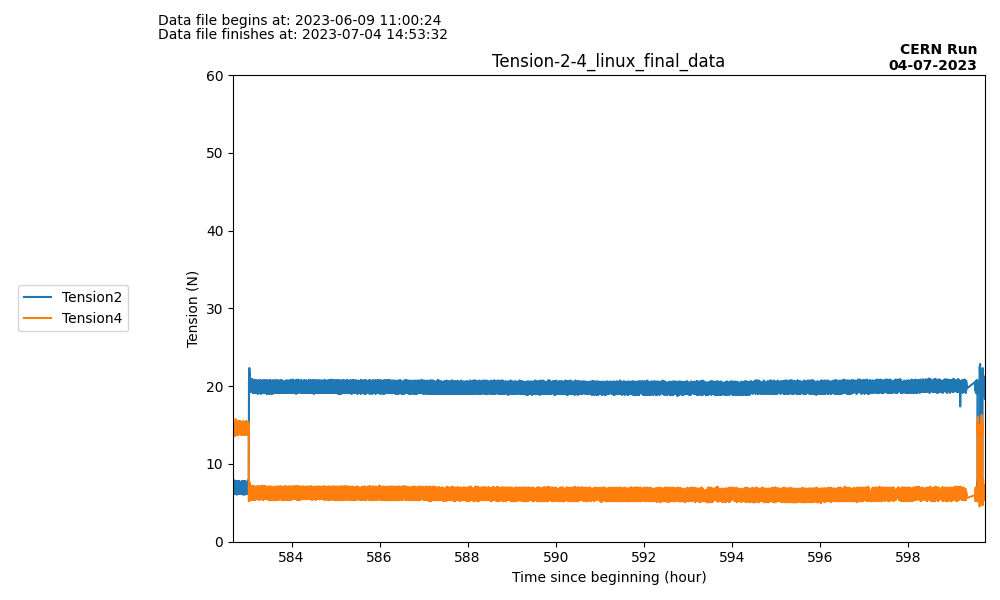 Data file begins at: 2023-06-09 11:00:24
Data file finishes at: 2023-07-04 14:53:32
CERN Run
04-07-2023
Tension-2-4_linux_final_data
60
50
40
30
20
10
0
Tension (N)
Tension2
Tension4
584 586 588 590 592 594 596 598
Time since beginning (hour)